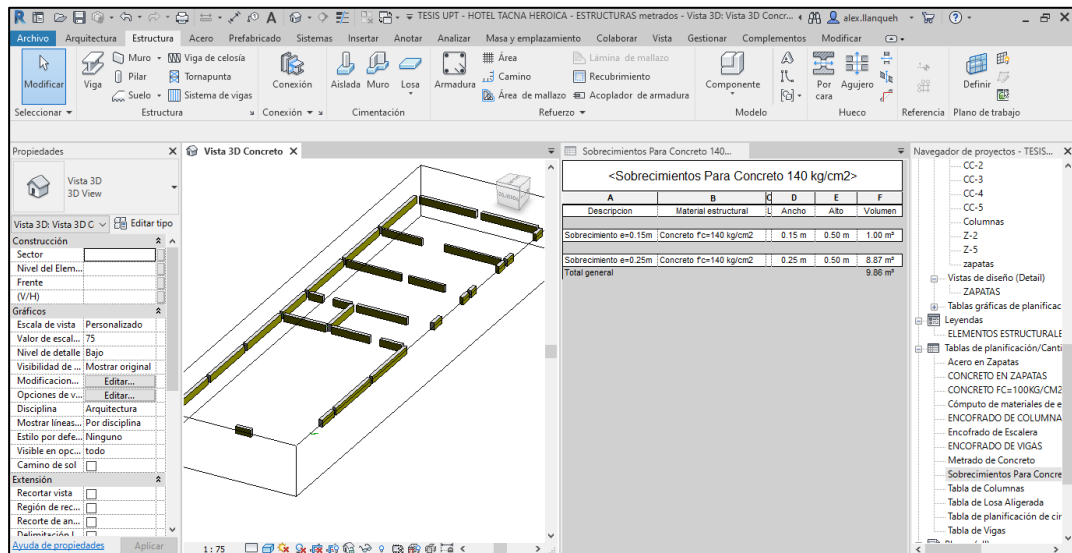 TESIS UPT - HOTEL TACNA HEROICA - ESTRUCTURAS metrados - Vista 3D: Vista 3D Concr...
alex.llanqueh
Archivo Arquitectura Estructura Acero Prefabricado Sistemas Insertar Anotar Analizar Masa y emplazamiento Colaborar Vista Gestionar Complementos Modificar
Modificar
Viga
Muro
Pilar
Suelo
Viga de celosía
Tornapunta
Sistema de vigas
Conexión
Aislada Muro Losa
Armadura
Área
Camino
Área de mallazo
Lámina de mallazo
Recubrimiento
Acoplador de armadura
Componente
Por cara
Agujero
Definir
Seleccionar Estructura Conexión Cimentación Refuerzo Modelo Hueco Referencia Plano de trabajo
Propiedades
Vista 3D
3D View
Vista 3D: Vista 3D C Editar tipo
Construcción
Sector
Nivel del Elem...
Frente
(V/H)
Gráficos
Escala de vista Personalizado
Valor de escal... 75
Nivel de detalle Bajo
Visibilidad de ... Mostrar original
Modificacion... Editar...
Opciones de v... Editar...
Disciplina Arquitectura
Mostrar líneas... Por disciplina
Estilo por defe... Ninguno
Visible en opc... todo
Camino de sol
Extensión
Recortar vista
Región de rec...
Recorte de an...
Ayuda de propiedades Aplicar
Vista 3D Concreto
1 : 75
Sobrecimientos Para Concreto 140...
<Sobrecimientos Para Concreto 140 kg/cm2>
A B C D E F
Descripcion Material estructural L Ancho Alto Volumen
Sobrecimiento e=0.15m Concreto f'c=140 kg/cm2 0.15 m 0.50 m 1.00 m³
Sobrecimiento e=0.25m Concreto f'c=140 kg/cm2 0.25 m 0.50 m 8.87 m³
Total general 9.86 m³
Navegador de proyectos - TESIS...
CC-2
CC-3
CC-4
CC-5
Columnas
Z-2
Z-5
zapatas
Vistas de diseño (Detail)
ZAPATAS
Tablas gráficas de planificac
Leyendas
ELEMENTOS ESTRUCTURALE
Tablas de planificación/Canti
Acero en Zapatas
CONCRETO EN ZAPATAS
CONCRETO FC=100KG/CM2
Cómputo de materiales de e
ENCOFRADO DE COLUMNA
Encofrado de Escalera
ENCOFRADO DE VIGAS
Metrado de Concreto
Sobrecimientos Para Concre
Tabla de Columnas
Tabla de Losa Aligerada
Tabla de planificación de cir
Tabla de Vigas